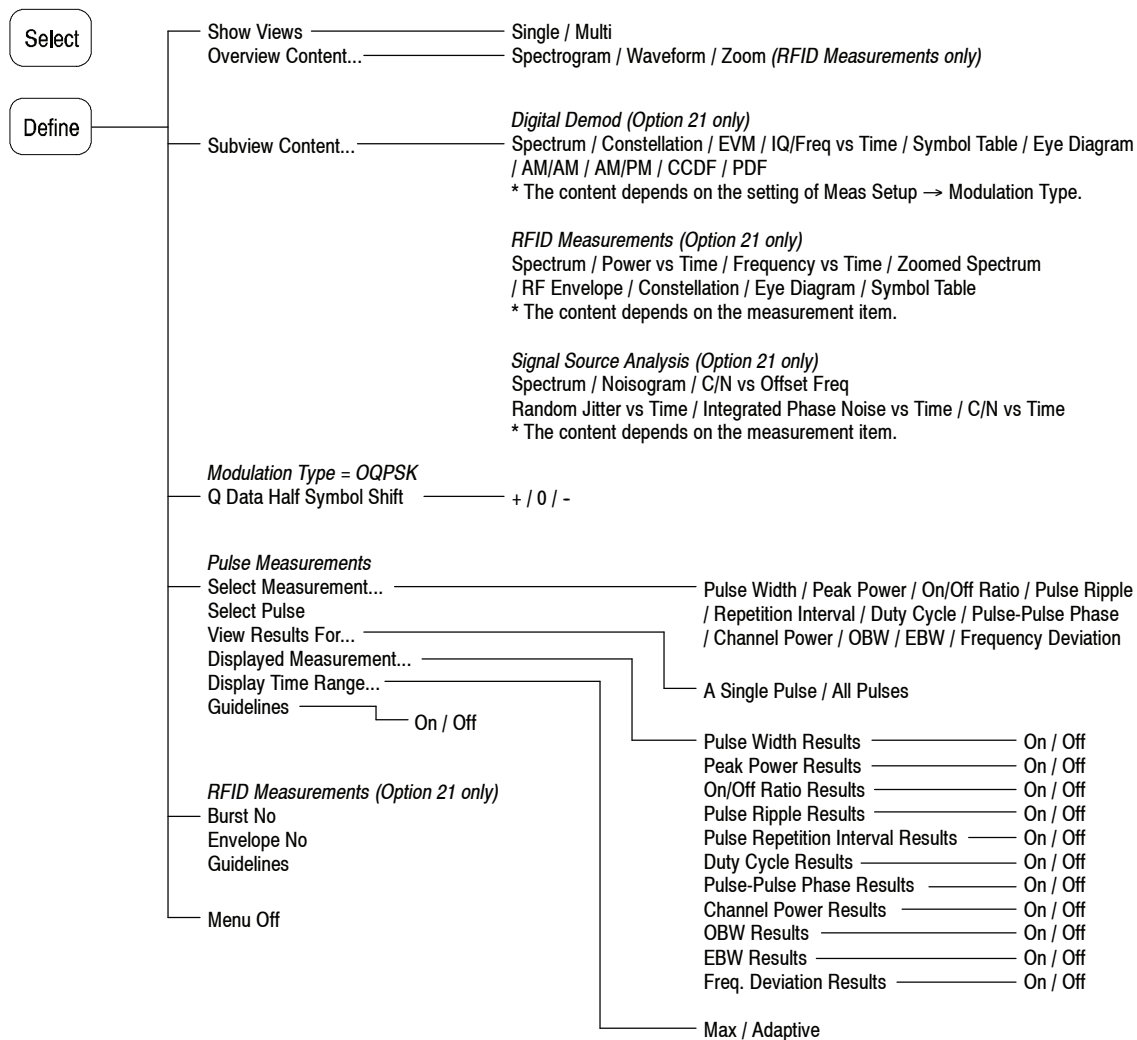 Select
Show Views
Single / Multi
Overview Content...
Spectrogram / Waveform / Zoom (RFID Measurements only)
Define
Subview Content...
Digital Demod (Option 21 only)
Spectrum / Constellation / EVM / IQ/Freq vs Time / Symbol Table / Eye Diagram
/ AM/AM / AM/PM / CCDF / PDF
* The content depends on the setting of Meas Setup → Modulation Type.
RFID Measurements (Option 21 only)
Spectrum / Power vs Time / Frequency vs Time / Zoomed Spectrum
/ RF Envelope / Constellation / Eye Diagram / Symbol Table
* The content depends on the measurement item.
Signal Source Analysis (Option 21 only)
Spectrum / Noisogram / C/N vs Offset Freq
Random Jitter vs Time / Integrated Phase Noise vs Time / C/N vs Time
* The content depends on the measurement item.
Modulation Type = OQPSK
Q Data Half Symbol Shift
+ / 0 / -
Pulse Measurements
Select Measurement...
Pulse Width / Peak Power / On/Off Ratio / Pulse Ripple
/ Repetition Interval / Duty Cycle / Pulse-Pulse Phase
/ Channel Power / OBW / EBW / Frequency Deviation
Select Pulse
View Results For...
A Single Pulse / All Pulses
Displayed Measurement...
Display Time Range...
Guidelines
On / Off
Pulse Width Results On / Off
Peak Power Results On / Off
On/Off Ratio Results On / Off
Pulse Ripple Results On / Off
Pulse Repetition Interval Results On / Off
Duty Cycle Results On / Off
Pulse-Pulse Phase Results On / Off
Channel Power Results On / Off
OBW Results On / Off
EBW Results On / Off
Freq. Deviation Results On / Off
Max / Adaptive
RFID Measurements (Option 21 only)
Burst No
Envelope No
Guidelines
Menu Off